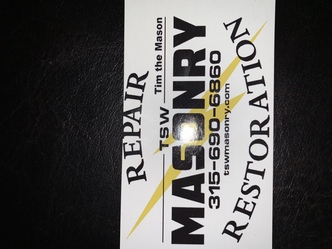 REPAIR
TSW
Tim the Mason
MASONRY
315-690-6860
tswmasonry.com
RESTORATION